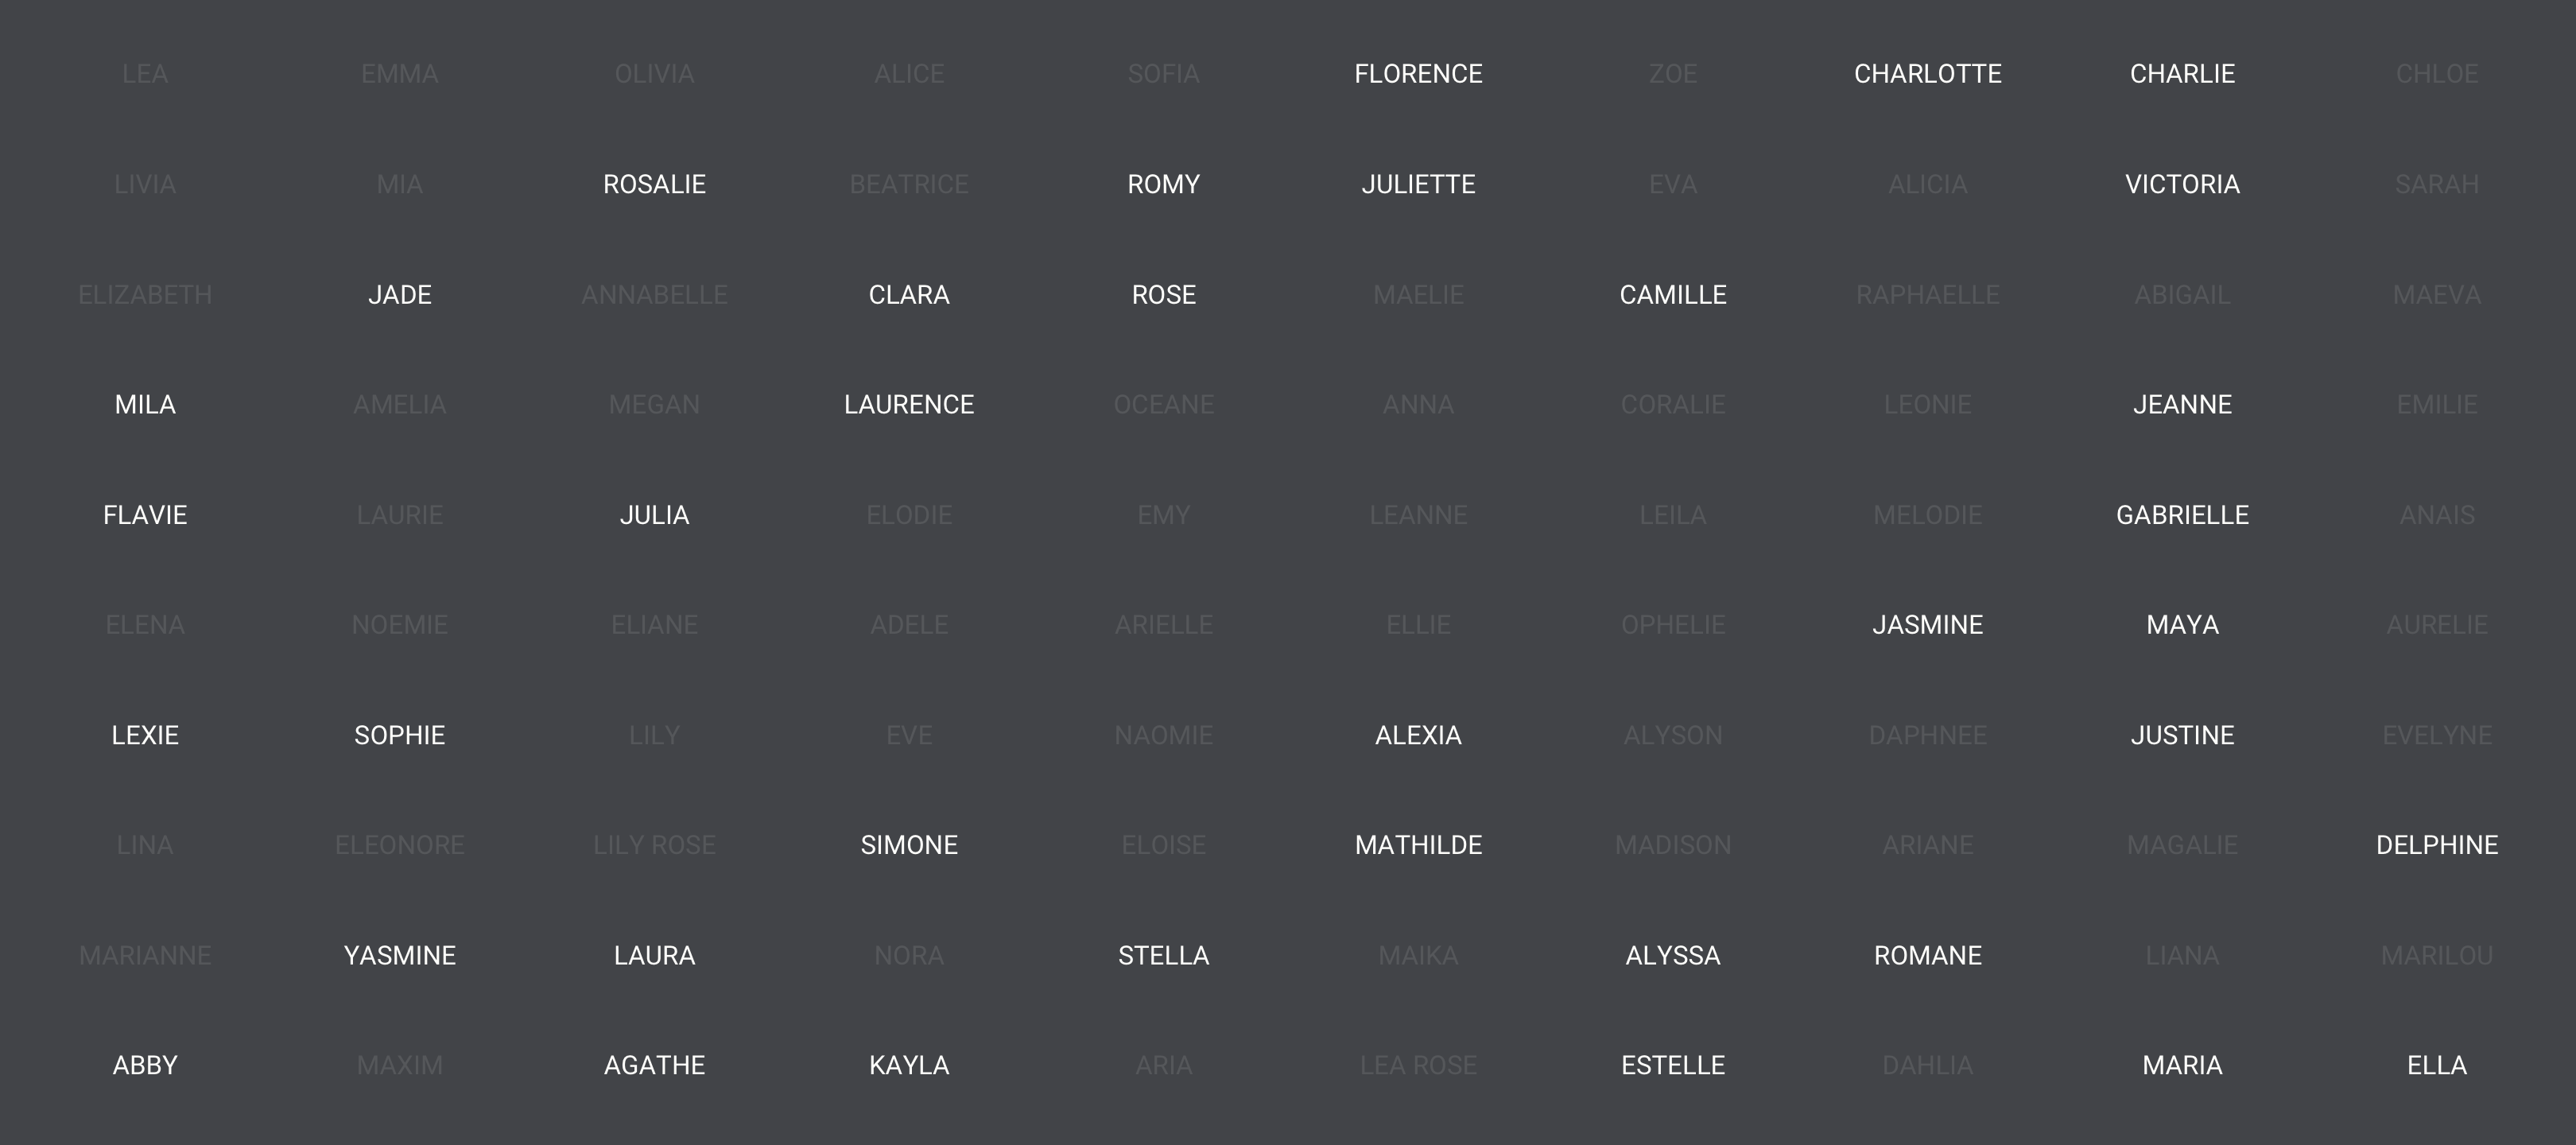 LEA EMMA OLIVIA ALICE SOFIA FLORENCE ZOE CHARLOTTE CHARLIE CHLOE
LIVIA MIA ROSALIE BEATRICE ROMY JULIETTE EVA ALICIA VICTORIA SARAH
ELIZABETH JADE ANNABELLE CLARA ROSE MAELIE CAMILLE RAPHAELLE ABIGAIL MAEVA
MILA AMELIA MEGAN LAURENCE OCEANE ANNA CORALIE LEONIE JEANNE EMILIE
FLAVIE LAURIE JULIA ELODIE EMY LEANNE LEILA MELODIE GABRIELLE ANAIS
ELENA NOEMIE ELIANE ADELE ARIELLE ELLIE OPHELIE JASMINE MAYA AURELIE
LEXIE SOPHIE LILY EVE NAOMIE ALEXIA ALYSON DAPHNEE JUSTINE EVELYNE
LINA ELEONORE LILY ROSE SIMONE ELOISE MATHILDE MADISON ARIANE MAGALIE DELPHINE
MARIANNE YASMINE LAURA NORA STELLA MAIKA ALYSSA ROMANE LIANA MARILOU
ABBY MAXIM AGATHE KAYLA ARIA LEA ROSE ESTELLE DAHLIA MARIA ELLA